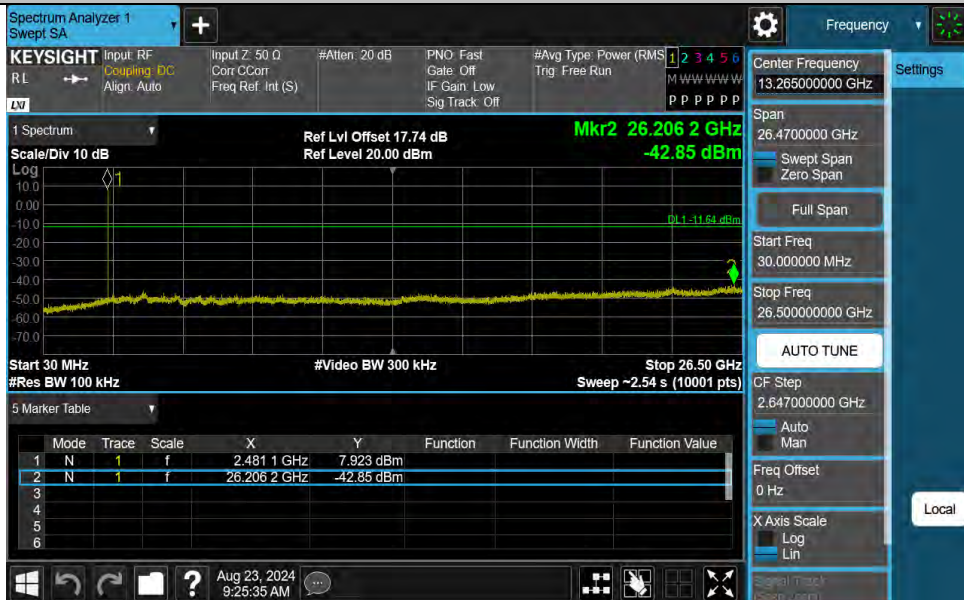 Spectrum Analyzer 1
Swept SA
+
Frequency
KEYSIGHT
RL
LXI
Input: RF
Coupling: DC
Align: Auto
Input Z: 50 Ω
Corr CCorr
Freq Ref: Int (S)
#Atten: 20 dB
PNO: Fast
Gate: Off
IF Gain: Low
Sig Track: Off
#Avg Type: Power (RMS
Trig: Free Run
1 2 3 4 5 6
M W W W W W
P P P P P P
Center Frequency
13.265000000 GHz
Settings
1 Spectrum
Scale/Div 10 dB
Ref Lvl Offset 17.74 dB
Ref Level 20.00 dBm
Mkr2 26.206 2 GHz
-42.85 dBm
Span
26.4700000 GHz
Swept Span
Zero Span
Full Span
Start Freq
30.000000 MHz
Stop Freq
26.500000000 GHz
AUTO TUNE
CF Step
2.647000000 GHz
Auto
Man
Freq Offset
0 Hz
X Axis Scale
Log
Lin
Signal Track
Local
Log
10.0
0.00
-10.0
-20.0
-30.0
-40.0
-50.0
-60.0
-70.0
1
DL1 -11.64 dBm
2
Start 30 MHz
#Res BW 100 kHz
#Video BW 300 kHz
Stop 26.50 GHz
Sweep ~2.54 s (10001 pts)
5 Marker Table
Mode Trace Scale X Y Function Function Width Function Value
1 N 1 f 2.481 1 GHz 7.923 dBm
2 N 1 f 26.206 2 GHz -42.85 dBm
3
4
5
6
?
Aug 23, 2024
9:25:35 AM